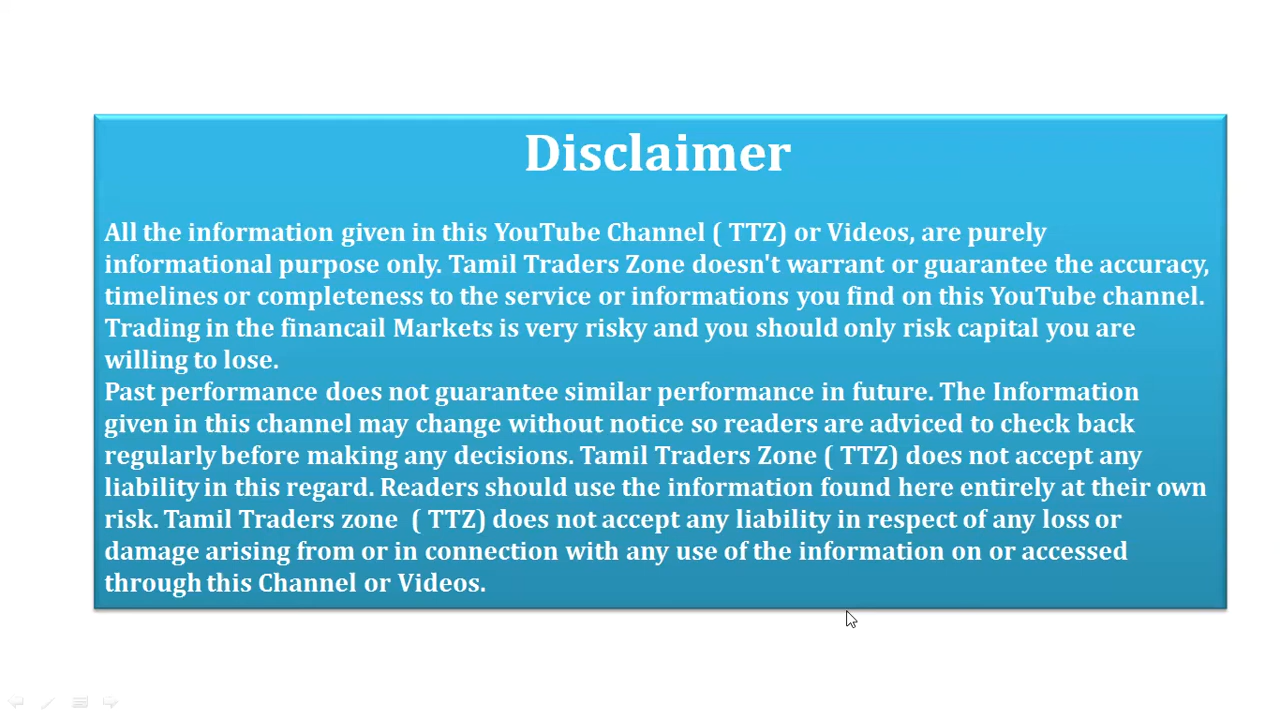 Disclaimer
All the information given in this YouTube Channel ( TTZ) or Videos, are purely
informational purpose only. Tamil Traders Zone doesn't warrant or guarantee the accuracy,
timelines or completeness to the service or informations you find on this YouTube channel.
Trading in the financail Markets is very risky and you should only risk capital you are
willing to lose.
Past performance does not guarantee similar performance in future. The Information
given in this channel may change without notice so readers are adviced to check back
regularly before making any decisions. Tamil Traders Zone ( TTZ) does not accept any
liability in this regard. Readers should use the information found here entirely at their own
risk. Tamil Traders zone  ( TTZ) does not accept any liability in respect of any loss or
damage arising from or in connection with any use of the information on or accessed
through this Channel or Videos.